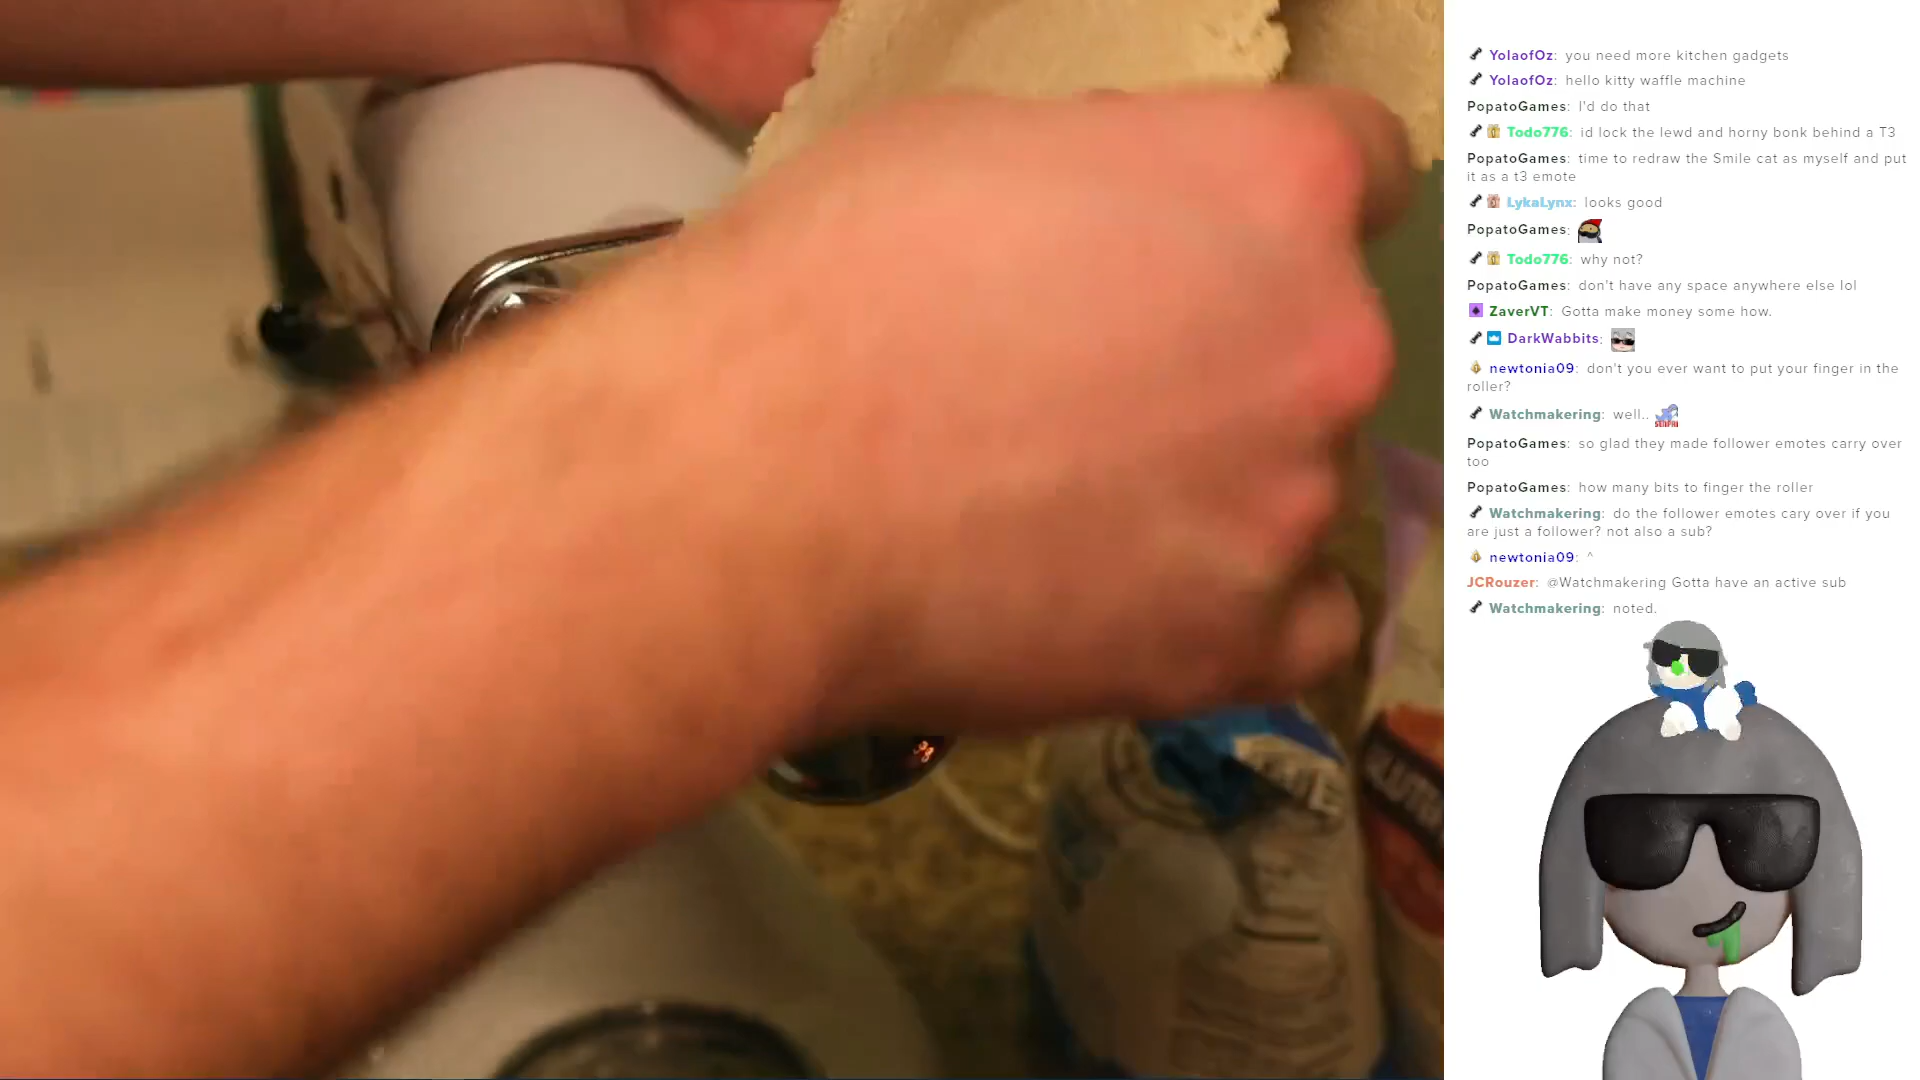 YolaofOz: you need more kitchen gadgets
YolaofOz: hello kitty waffle machine
PopatoGames: I'd do that
Todo776: id lock the lewd and horny bonk behind a T3
PopatoGames: time to redraw the Smile cat as myself and put
it as a t3 emote
LykaLynx: looks good
PopatoGames:
Todo776: why not?
PopatoGames: don't have any space anywhere else lol
ZaverVT: Gotta make money some how.
DarkWabbits:
newtonia09: don't you ever want to put your finger in the
roller?
Watchmakering: well..
PopatoGames: so glad they made follower emotes carry over
too
PopatoGames: how many bits to finger the roller
Watchmakering: do the follower emotes cary over if you
are just a follower? not also a sub?
newtonia09: ^
JCRouzer: @Watchmakering Gotta have an active sub
Watchmakering: noted.